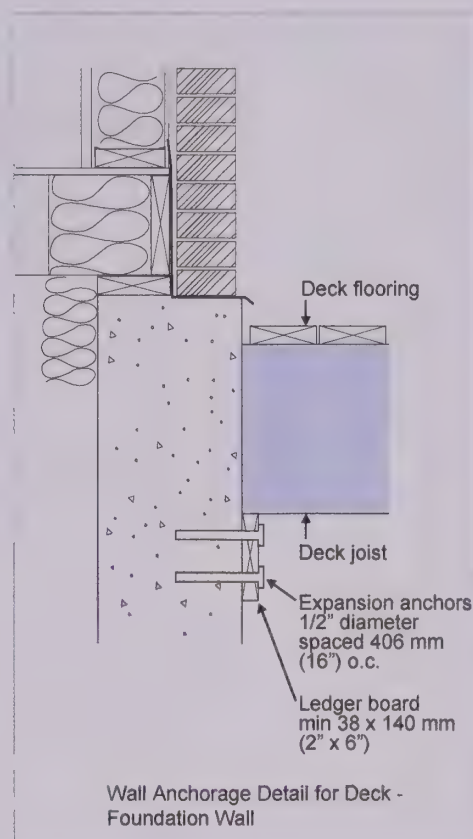 Deck flooring
Deck joist
Expansion anchors
1/2" diameter
spaced 406 mm
(16") o.c.
Ledger board
min 38 x 140 mm
(2" x 6")
Wall Anchorage Detail for Deck -
Foundation Wall